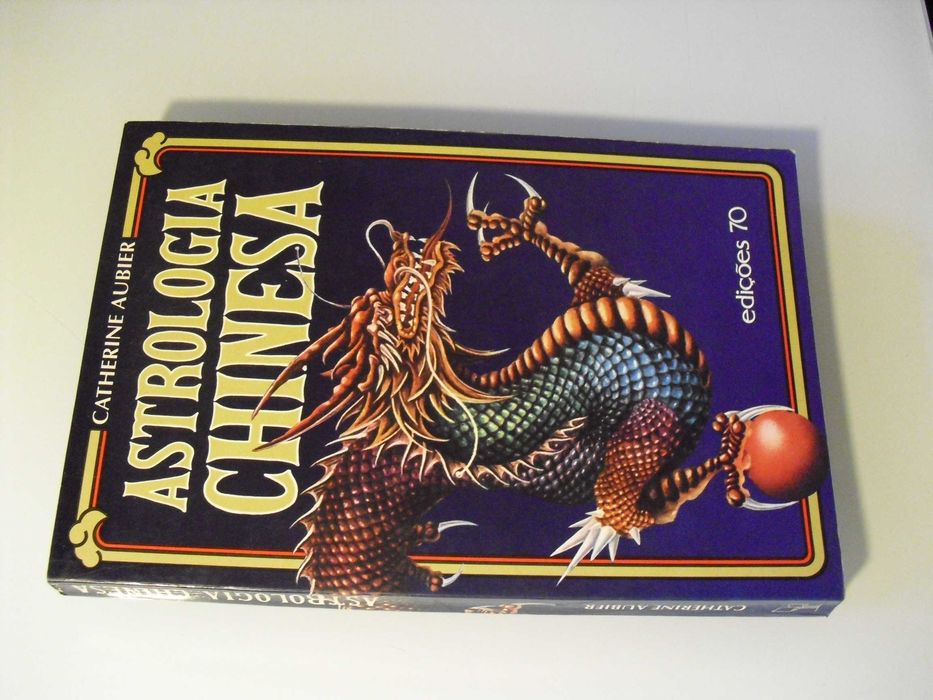 CATHERINE AUBIER
ASTROLOGIA
CHINESA
edições 70
ASTROLOGIA CHINESA
CATHERINE AUBIER